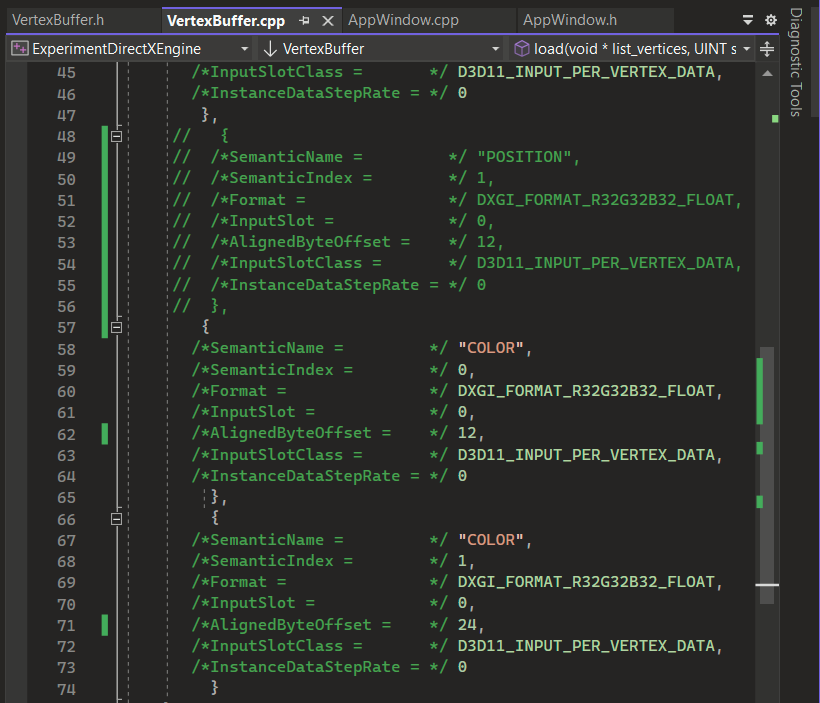 VertexBuffer.h VertexBuffer.cpp AppWindow.cpp AppWindow.h
ExperimentDirectXEngine VertexBuffer load(void * list_vertices, UINT s
Diagnostic Tools
45 /*InputSlotClass = */ D3D11_INPUT_PER_VERTEX_DATA,
46 /*InstanceDataStepRate = */ 0
47 },
48 // {
49 // /*SemanticName = */ "POSITION",
50 // /*SemanticIndex = */ 1,
51 // /*Format = */ DXGI_FORMAT_R32G32B32_FLOAT,
52 // /*InputSlot = */ 0,
53 // /*AlignedByteOffset = */ 12,
54 // /*InputSlotClass = */ D3D11_INPUT_PER_VERTEX_DATA,
55 // /*InstanceDataStepRate = */ 0
56 // },
57 {
58 /*SemanticName = */ "COLOR",
59 /*SemanticIndex = */ 0,
60 /*Format = */ DXGI_FORMAT_R32G32B32_FLOAT,
61 /*InputSlot = */ 0,
62 /*AlignedByteOffset = */ 12,
63 /*InputSlotClass = */ D3D11_INPUT_PER_VERTEX_DATA,
64 /*InstanceDataStepRate = */ 0
65 },
66 {
67 /*SemanticName = */ "COLOR",
68 /*SemanticIndex = */ 1,
69 /*Format = */ DXGI_FORMAT_R32G32B32_FLOAT,
70 /*InputSlot = */ 0,
71 /*AlignedByteOffset = */ 24,
72 /*InputSlotClass = */ D3D11_INPUT_PER_VERTEX_DATA,
73 /*InstanceDataStepRate = */ 0
74 }